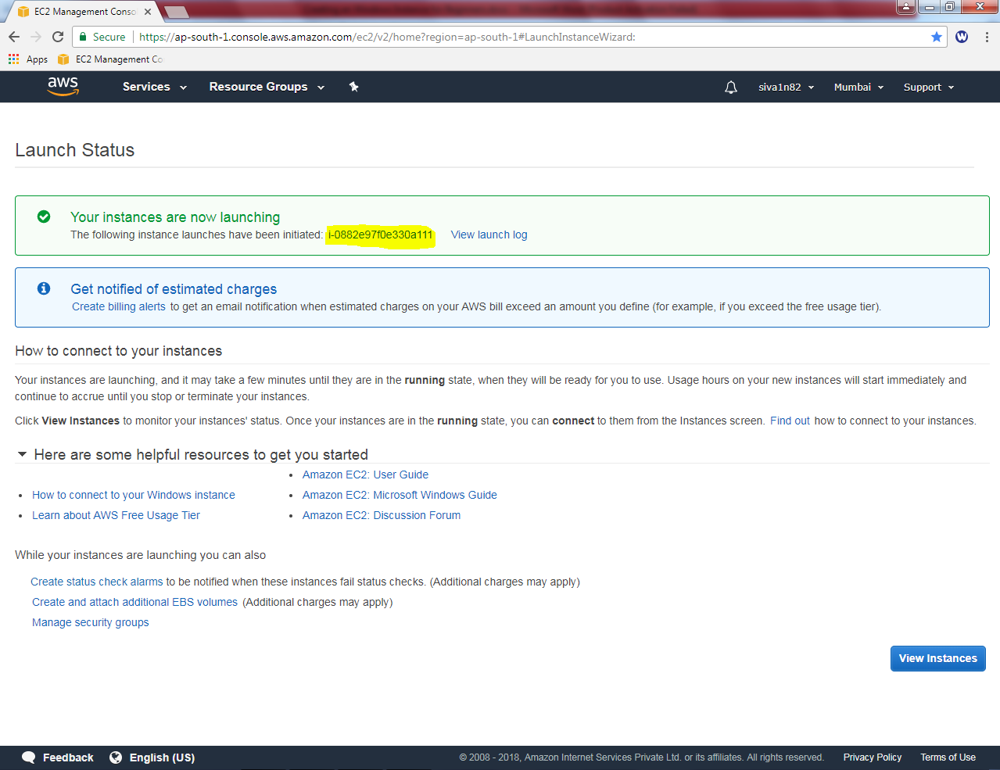 EC2 Management Conso
Secure https://ap-south-1.console.aws.amazon.com/ec2/v2/home?region=ap-south-1#LaunchInstanceWizard:
W
Apps EC2 Management Co
aws Services Resource Groups siva1n82 Mumbai Support
Launch Status
Your instances are now launching
The following instance launches have been initiated: i-0882e97f0e330a111 View launch log
Get notified of estimated charges
Create billing alerts to get an email notification when estimated charges on your AWS bill exceed an amount you define (for example, if you exceed the free usage tier).
How to connect to your instances
Your instances are launching, and it may take a few minutes until they are in the running state, when they will be ready for you to use. Usage hours on your new instances will start immediately and
continue to accrue until you stop or terminate your instances.
Click View Instances to monitor your instances' status. Once your instances are in the running state, you can connect to them from the Instances screen. Find out how to connect to your instances.
Here are some helpful resources to get you started
How to connect to your Windows instance
Learn about AWS Free Usage Tier
Amazon EC2: User Guide
Amazon EC2: Microsoft Windows Guide
Amazon EC2: Discussion Forum
While your instances are launching you can also
Create status check alarms to be notified when these instances fail status checks. (Additional charges may apply)
Create and attach additional EBS volumes (Additional charges may apply)
Manage security groups
View Instances
Feedback English (US) © 2008 - 2018, Amazon Internet Services Private Ltd. or its affiliates. All rights reserved. Privacy Policy Terms of Use